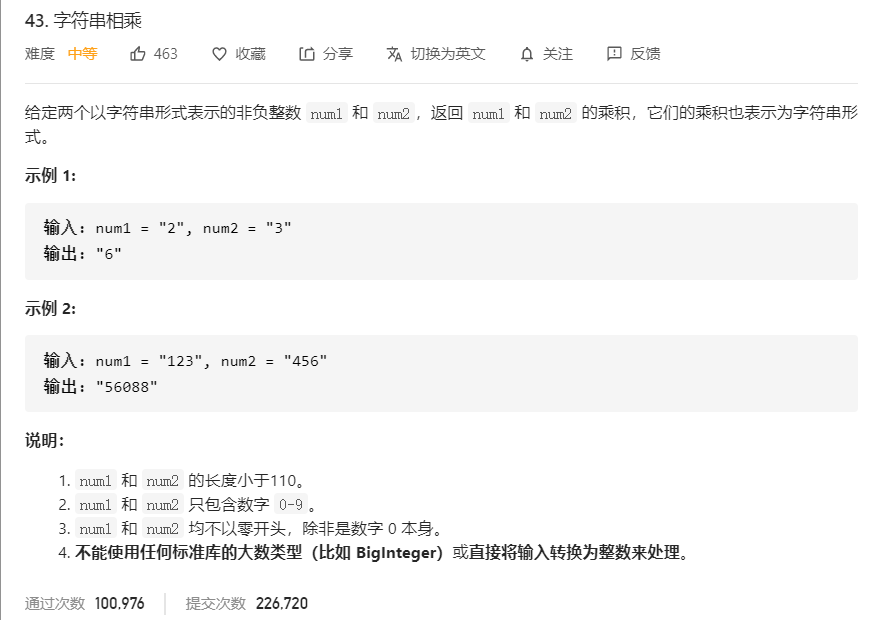 43. 字符串相乘
难度 中等 463 收藏 分享 切换为英文 关注 反馈
给定两个以字符串形式表示的非负整数 num1 和 num2，返回 num1 和 num2 的乘积，它们的乘积也表示为字符串形
式。
示例 1:
输入: num1 = "2", num2 = "3"
输出: "6"
示例 2:
输入: num1 = "123", num2 = "456"
输出: "56088"
说明：
1. num1 和 num2 的长度小于110。
2. num1 和 num2 只包含数字 0-9 。
3. num1 和 num2 均不以零开头，除非是数字 0 本身。
4. 不能使用任何标准库的大数类型（比如 BigInteger）或直接将输入转换为整数来处理。
通过次数 100,976 提交次数 226,720